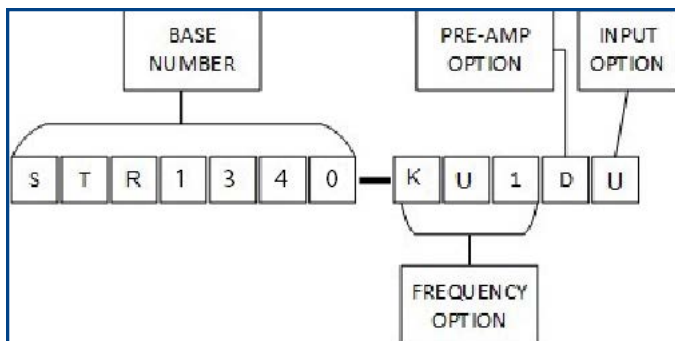 BASE
NUMBER
PRE-AMP
OPTION
INPUT
OPTION
S T R 1 3 4 0 - K U 1 D U
FREQUENCY
OPTION